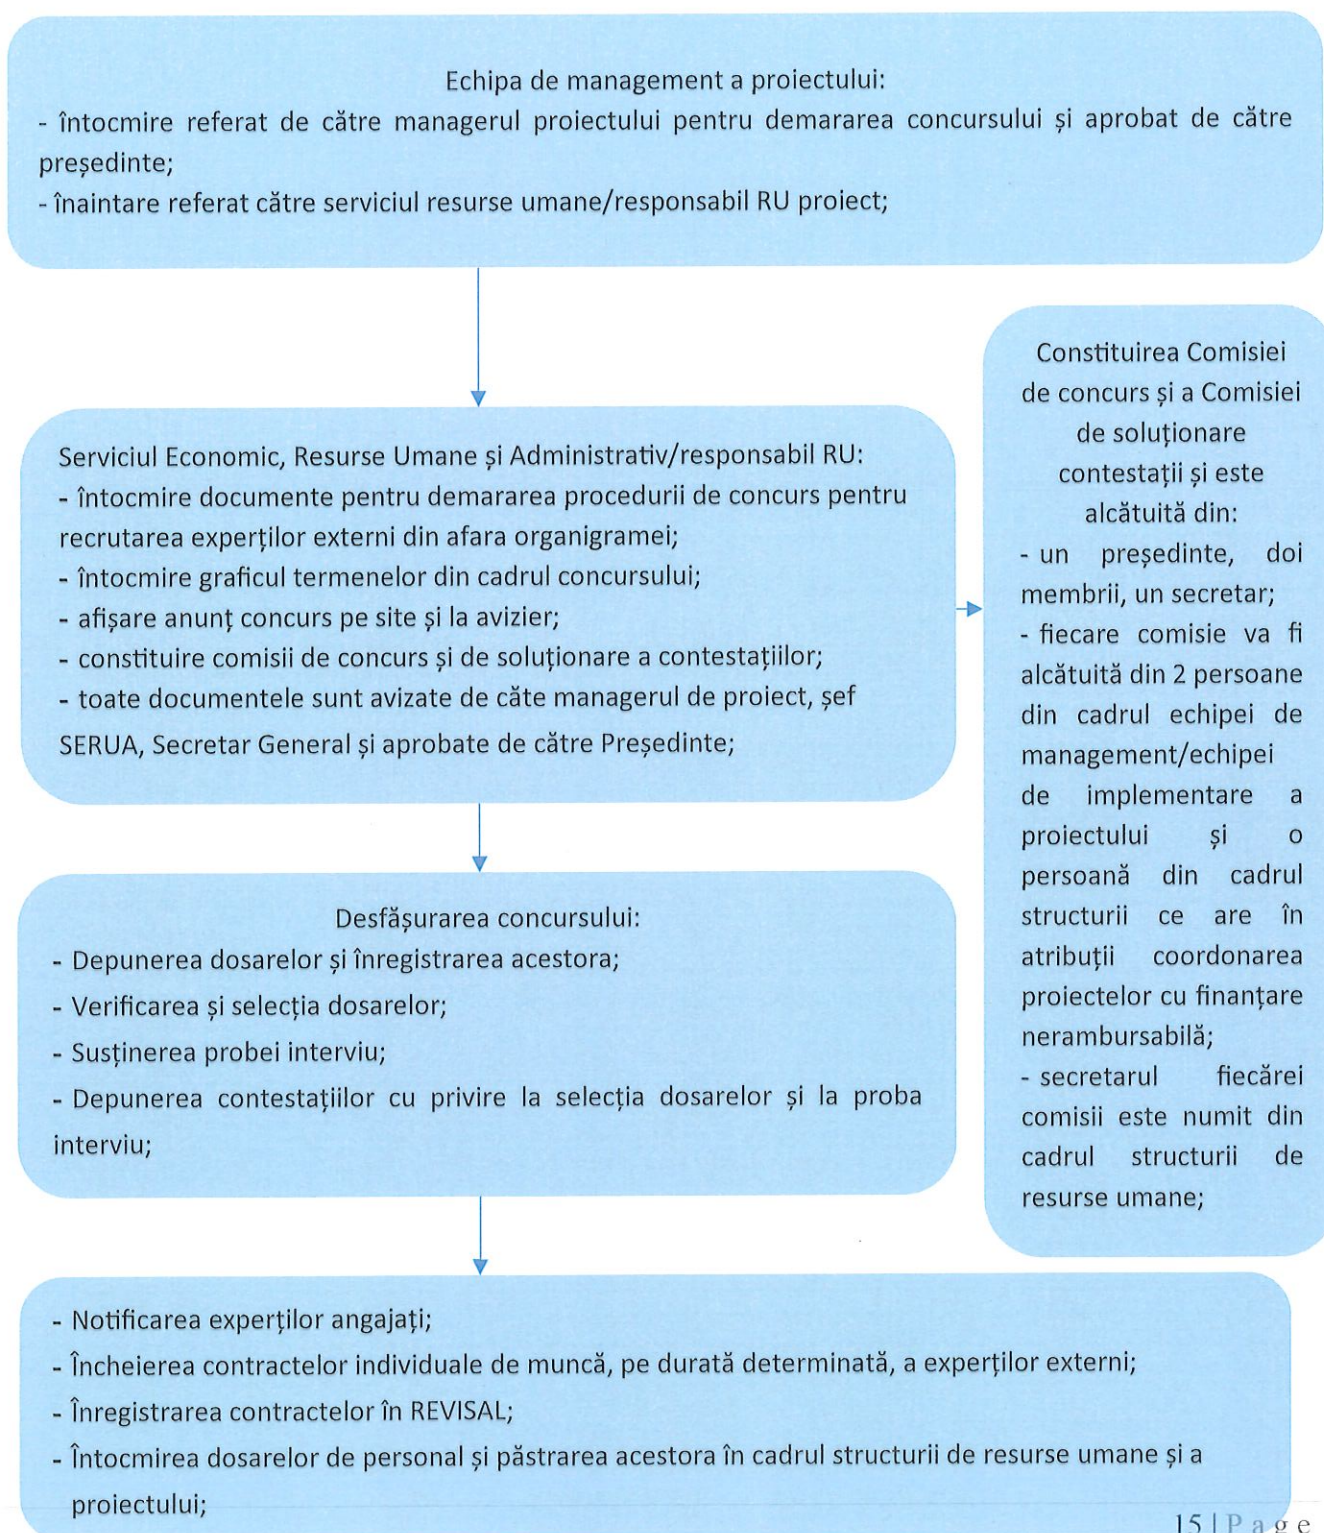 Echipa de management a proiectului:
- întocmire referat de către managerul proiectului pentru demararea concursului și aprobat de către
președinte;
- înaintare referat către serviciul resurse umane/responsabil RU proiect;
Serviciul Economic, Resurse Umane și Administrativ/responsabil RU:
- întocmire documente pentru demararea procedurii de concurs pentru
recrutarea experților externi din afara organigramei;
- întocmire graficul termenelor din cadrul concursului;
- afișare anunț concurs pe site și la avizier;
- constituire comisii de concurs și de soluționare a contestațiilor;
- toate documentele sunt avizate de căte managerul de proiect, șef
SERUA, Secretar General și aprobate de către Președinte;
Constituirea Comisiei
de concurs și a Comisiei
de soluționare
contestații și este
alcătuită din:
- un președinte, doi
membrii, un secretar;
- fiecare comisie va fi
alcătuită din 2 persoane
din cadrul echipei de
management/echipei
de implementare a
proiectului și o
persoană din cadrul
structurii ce are în
atribuții coordonarea
proiectelor cu finanțare
nerambursabilă;
- secretarul fiecărei
comisii este numit din
cadrul structurii de
resurse umane;
Desfășurarea concursului:
- Depunerea dosarelor și înregistrarea acestora;
- Verificarea și selecția dosarelor;
- Susținerea probei interviu;
- Depunerea contestațiilor cu privire la selecția dosarelor și la proba
interviu;
- Notificarea experților angajați;
- Încheierea contractelor individuale de muncă, pe durată determinată, a experților externi;
- Înregistrarea contractelor în REVISAL;
- Întocmirea dosarelor de personal și păstrarea acestora în cadrul structurii de resurse umane și a
proiectului;
15 | P a g e